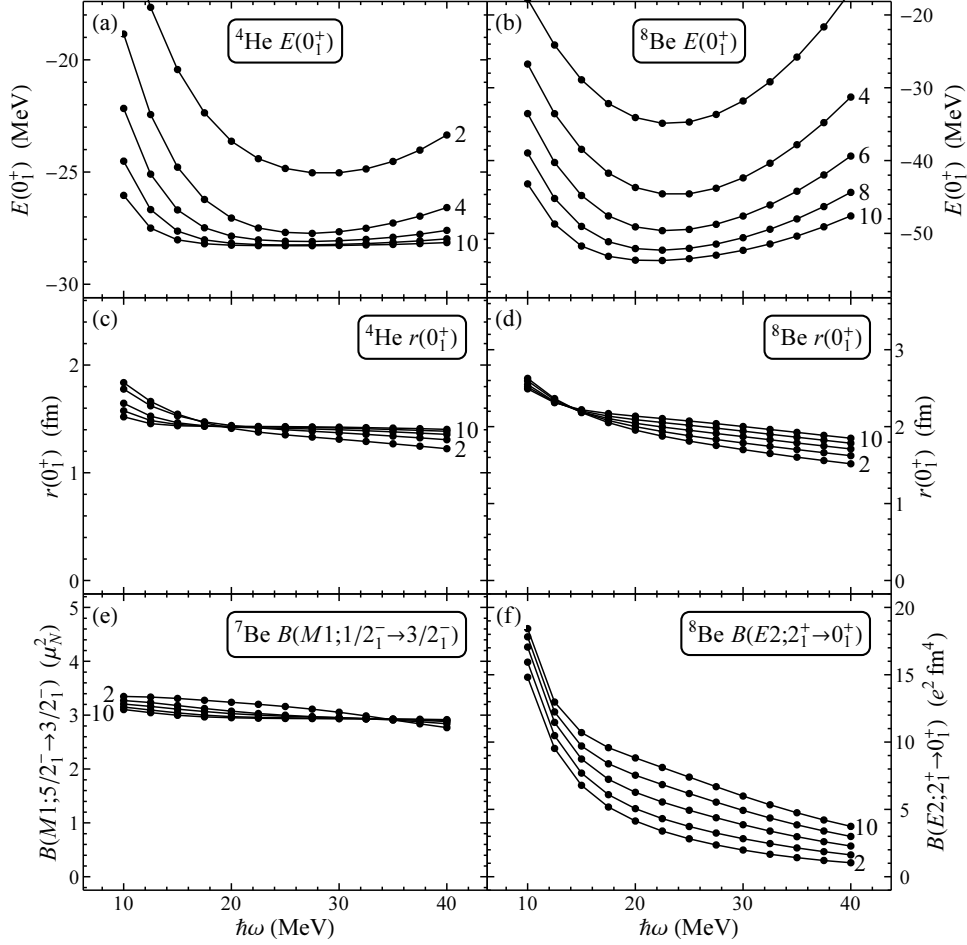 (a)
⁴He E(0₁⁺)
−20
−25
−30
E(0₁⁺) (MeV)
2
4
10
(b)
⁸Be E(0₁⁺)
−20
−30
−40
−50
E(0₁⁺) (MeV)
4
6
8
10
(c)
⁴He r(0₁⁺)
2
1
0
r(0₁⁺) (fm)
10
2
(d)
⁸Be r(0₁⁺)
3
2
1
0
r(0₁⁺) (fm)
10
2
(e)
⁷Be B(M1;1/2₁⁻→3/2₁⁻)
5
4
3
2
1
0
B(M1;5/2₁⁻→3/2₁⁻) (μ_N²)
2
10
10 20 30 40
ħω (MeV)
(f)
⁸Be B(E2;2₁⁺→0₁⁺)
20
15
10
5
0
B(E2;2₁⁺→0₁⁺) (e² fm⁴)
10
2
10 20 30 40
ħω (MeV)